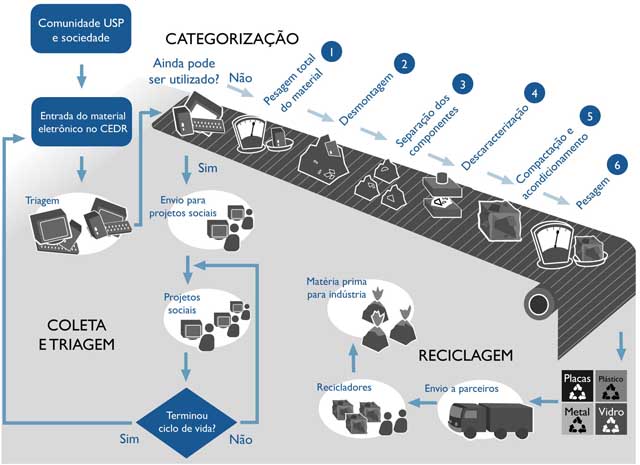 Comunidade USP
e sociedade
Entrada do material
eletrônico no CEDR
Triagem
COLETA
E TRIAGEM
CATEGORIZAÇÃO
Ainda pode
ser utilizado?
Não
Sim
1
Pesagem total
do material
2
Desmontagem
3
Separação dos
componentes
4
Descaracterização
5
Compactação e
acondicionamento
6
Pesagem
Envio para
projetos sociais
Projetos
sociais
Terminou
ciclo de vida?
Sim
Não
Matéria prima
para indústria
RECICLAGEM
Recicladores
Envio a parceiros
Placas
Plástico
Metal
Vidro